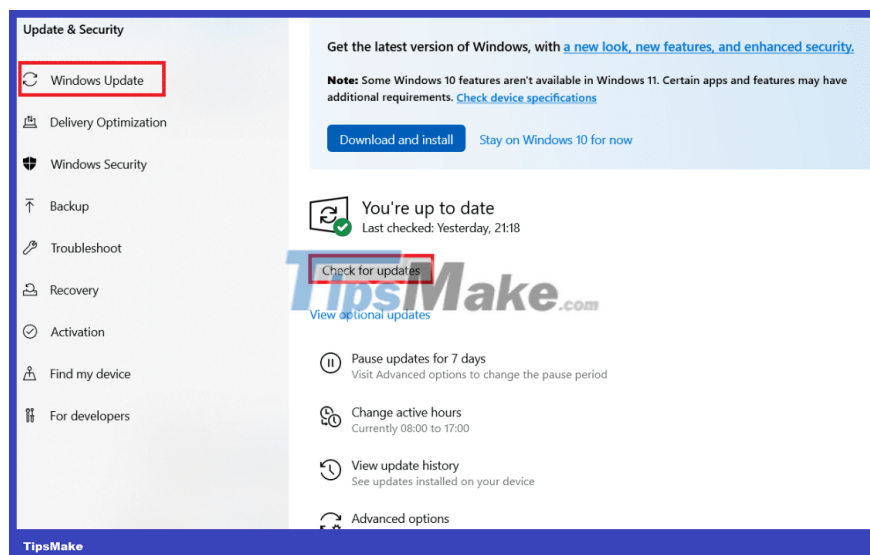 Update & Security
Windows Update
Delivery Optimization
Windows Security
Backup
Troubleshoot
Recovery
Activation
Find my device
For developers
Get the latest version of Windows, with a new look, new features, and enhanced security.
Note: Some Windows 10 features aren't available in Windows 11. Certain apps and features may have
additional requirements. Check device specifications
Download and install Stay on Windows 10 for now
You're up to date
Last checked: Yesterday, 21:18
Check for updates
TipsMake.com
View optional updates
Pause updates for 7 days
Visit Advanced options to change the pause period
Change active hours
Currently 08:00 to 17:00
View update history
See updates installed on your device
Advanced options
TipsMake